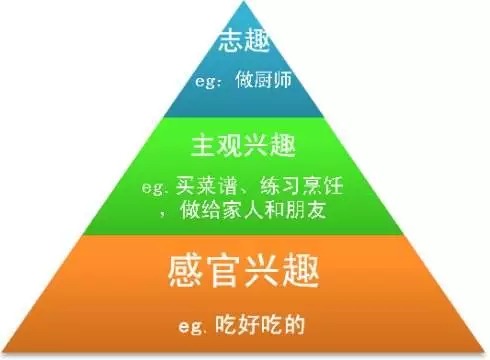 志趣
eg: 做厨师
主观兴趣
eg.买菜谱、练习烹饪
，做给家人和朋友
感官兴趣
eg.吃好吃的